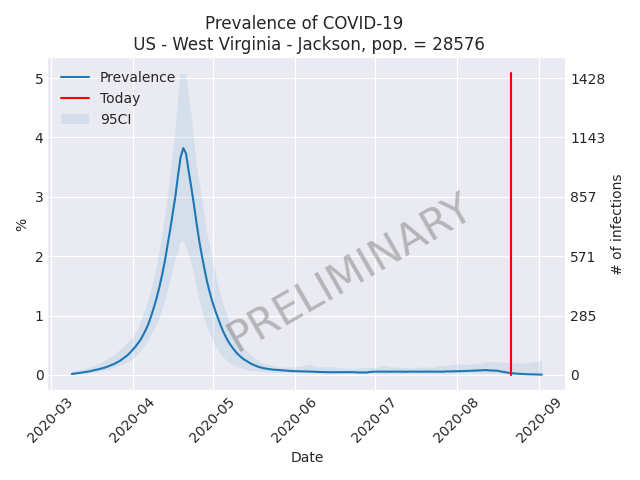 Prevalence of COVID-19
US - West Virginia - Jackson, pop. = 28576
Prevalence
Today
95CI
5
4
3
2
1
0
%
1428
1143
857
571
285
0
# of infections
PRELIMINARY
2020-03
2020-04
2020-05
2020-06
2020-07
2020-08
2020-09
Date